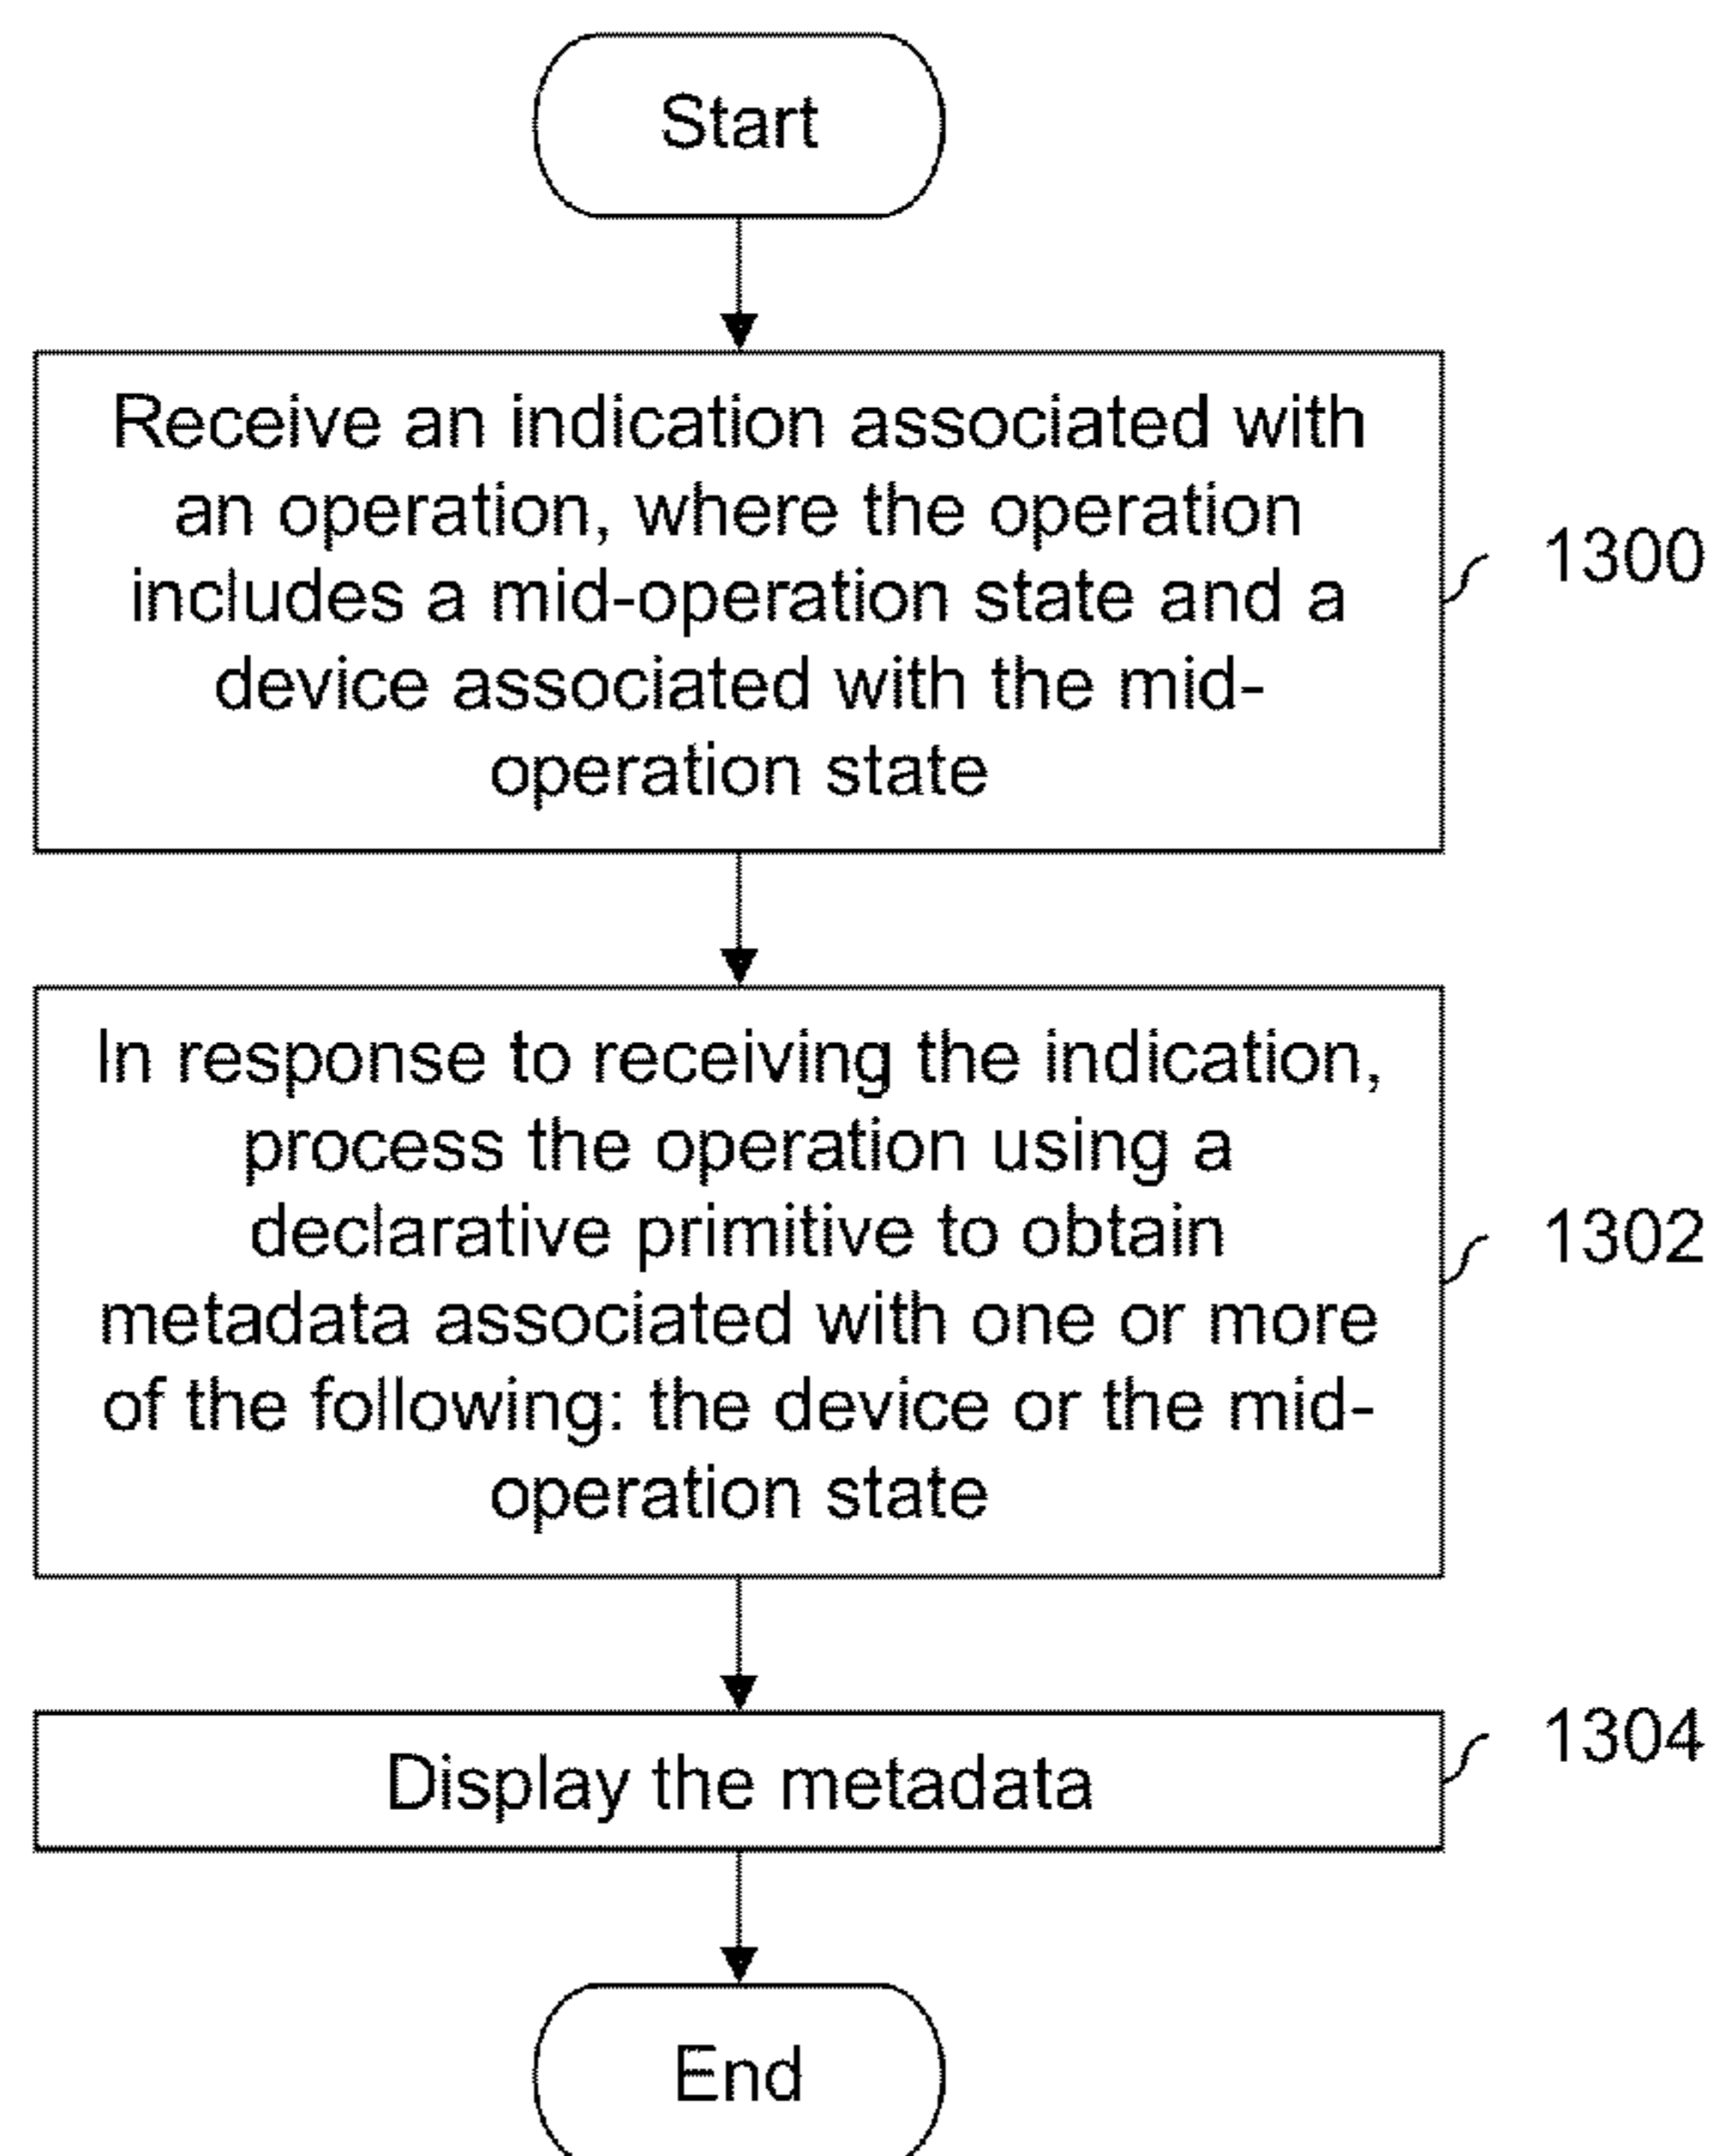 Start
Receive an indication associated with
an operation, where the operation
includes a mid-operation state and a
device associated with the mid-
operation state
1300
In response to receiving the indication,
process the operation using a
declarative primitive to obtain
metadata associated with one or more
of the following: the device or the mid-
operation state
1302
Display the metadata
1304
End